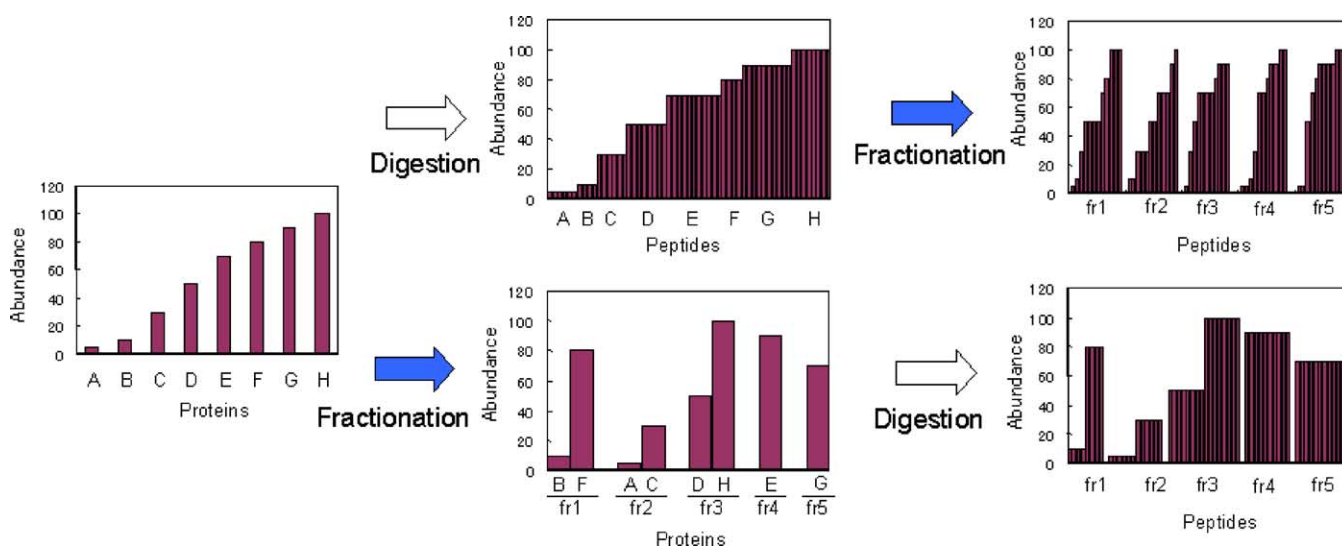 120
100
80
60
40
20
0
Abundance
A B C D E F G H
Proteins
Digestion
120
100
80
60
40
20
0
Abundance
A B C D E F G H
Peptides
Fractionation
120
100
80
60
40
20
0
Abundance
fr1 fr2 fr3 fr4 fr5
Peptides
Fractionation
120
100
80
60
40
20
0
Abundance
B F A C D H E G
fr1 fr2 fr3 fr4 fr5
Proteins
Digestion
120
100
80
60
40
20
0
Abundance
fr1 fr2 fr3 fr4 fr5
Peptides